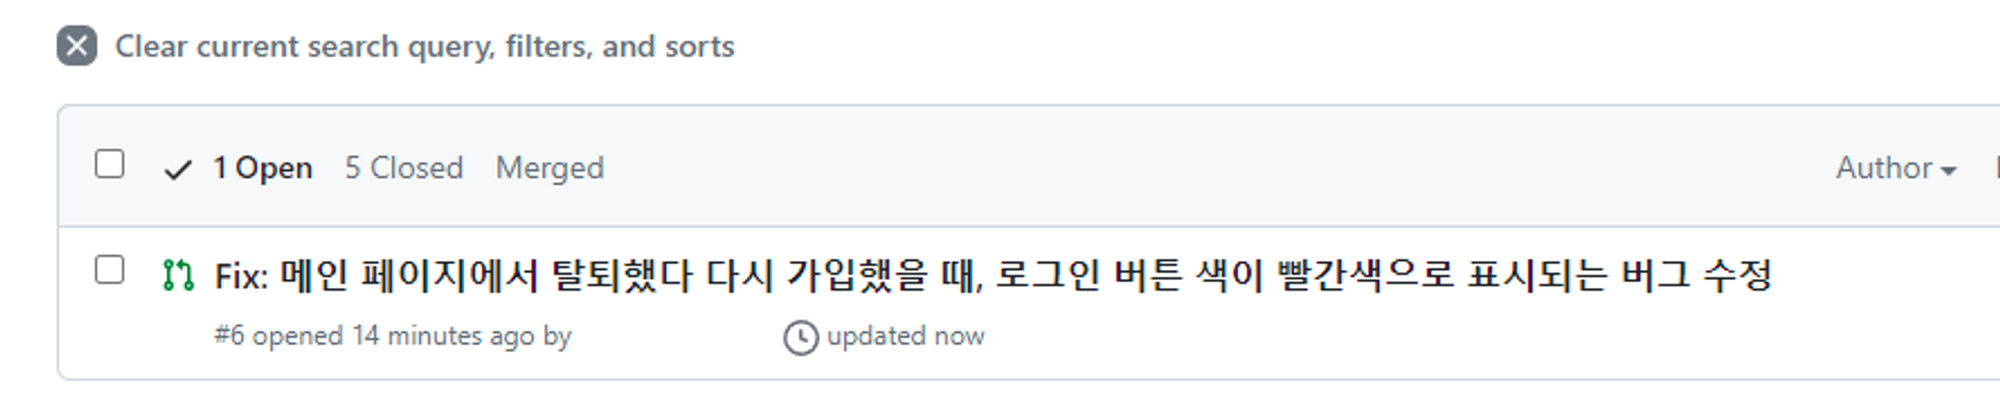 Clear current search query, filters, and sorts
1 Open 5 Closed Merged Author
Fix: 메인 페이지에서 탈퇴했다 다시 가입했을 때, 로그인 버튼 색이 빨간색으로 표시되는 버그 수정
#6 opened 14 minutes ago by updated now